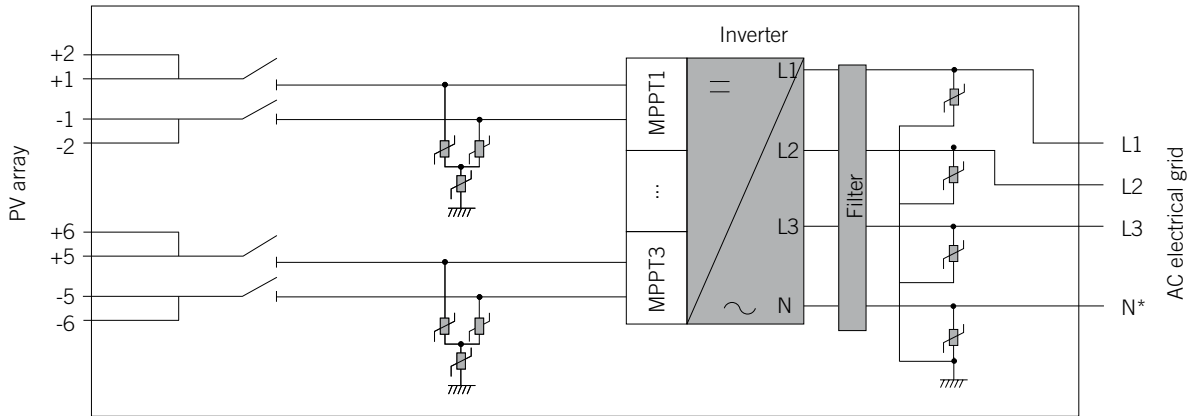 PV array
+2
+1
-1
-2
+6
+5
-5
-6
Inverter
MPPT1
...
MPPT3
L1
L2
L3
N
Filter
L1
L2
L3
N*
AC electrical grid